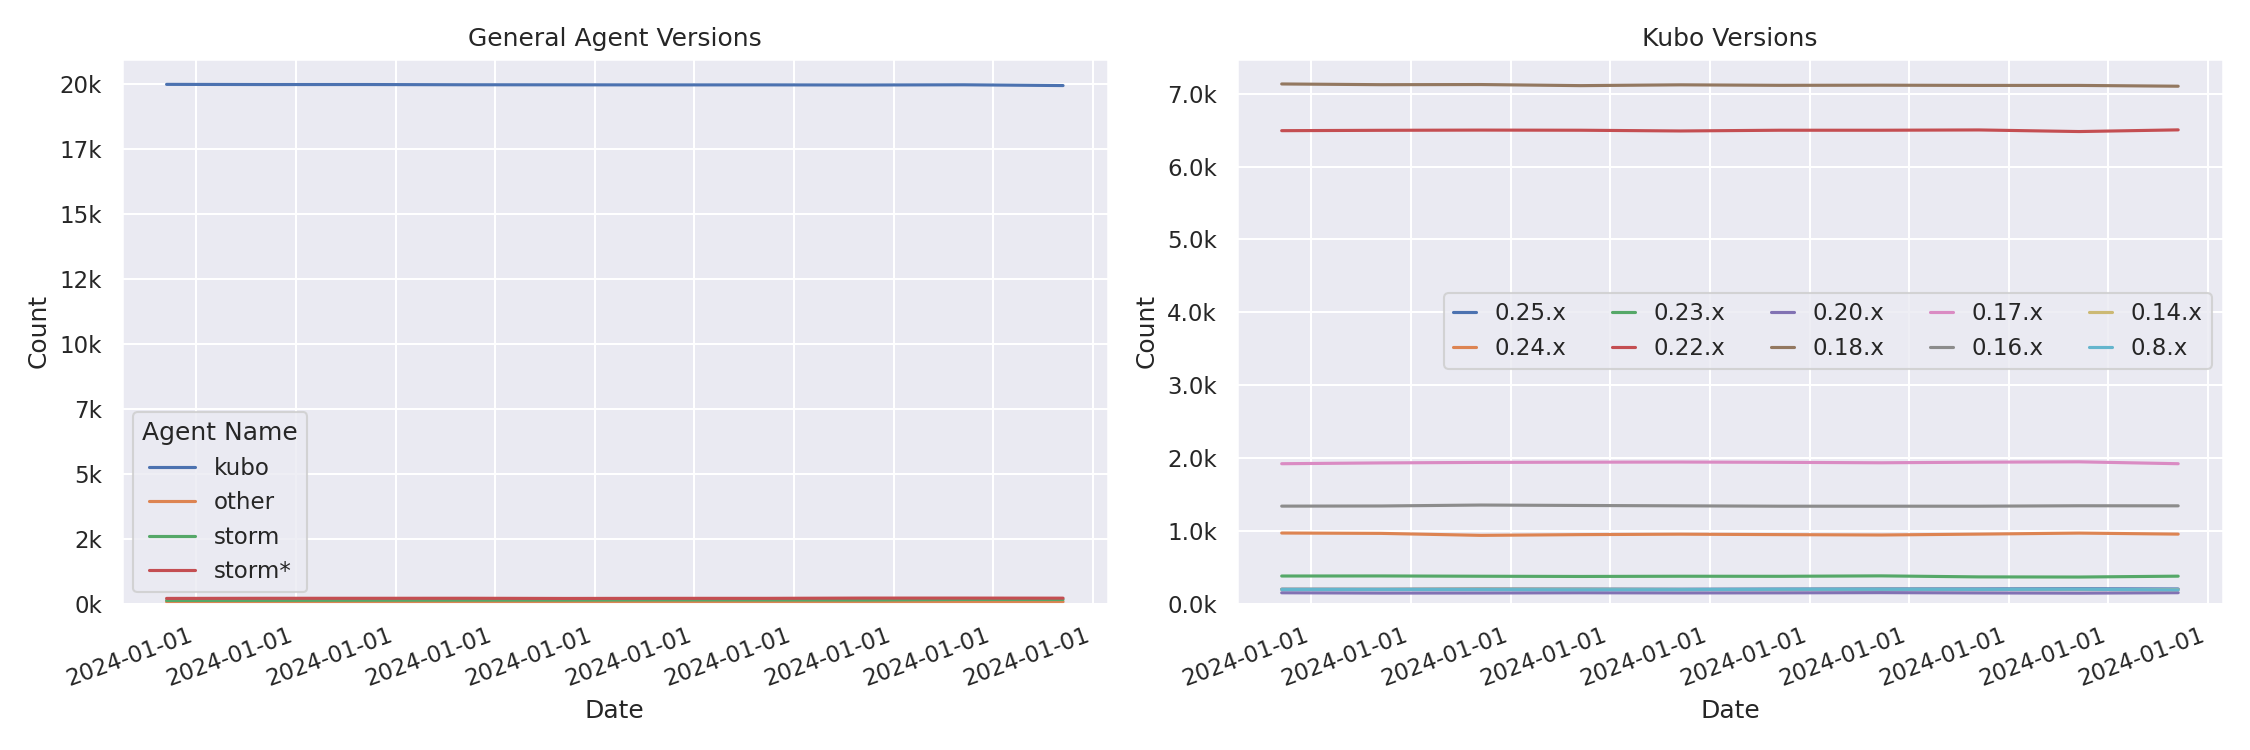 General Agent Versions
20k
17k
15k
12k
10k
7k
5k
2k
0k
Count
Agent Name
kubo
other
storm
storm*
2024-01-01
2024-01-01
2024-01-01
2024-01-01
2024-01-01
2024-01-01
2024-01-01
2024-01-01
2024-01-01
2024-01-01
Date
Kubo Versions
7.0k
6.0k
5.0k
4.0k
3.0k
2.0k
1.0k
0.0k
Count
0.25.x 0.23.x 0.20.x 0.17.x 0.14.x
0.24.x 0.22.x 0.18.x 0.16.x 0.8.x
2024-01-01
2024-01-01
2024-01-01
2024-01-01
2024-01-01
2024-01-01
2024-01-01
2024-01-01
2024-01-01
2024-01-01
Date